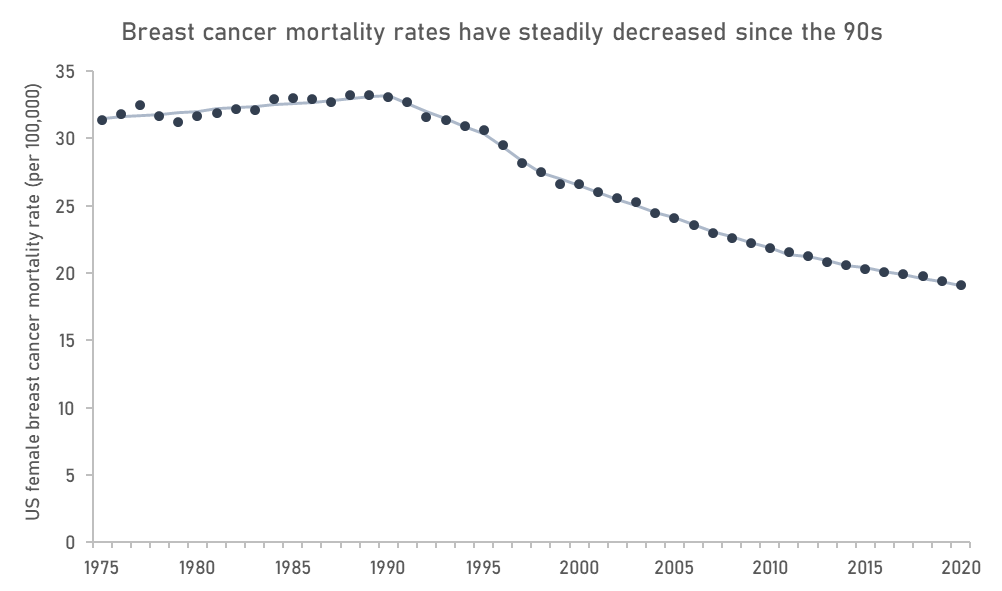 Breast cancer mortality rates have steadily decreased since the 90s
US female breast cancer mortality rate (per 100,000)
35
30
25
20
15
10
5
0
1975 1980 1985 1990 1995 2000 2005 2010 2015 2020